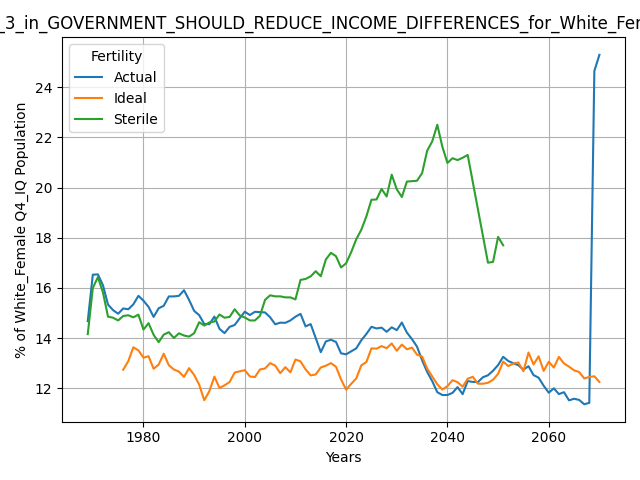 _3_in_GOVERNMENT_SHOULD_REDUCE_INCOME_DIFFERENCES_for_White_Fer
Fertility
Actual
Ideal
Sterile
% of White_Female Q4_IQ Population
24
22
20
18
16
14
12
1980 2000 2020 2040 2060
Years